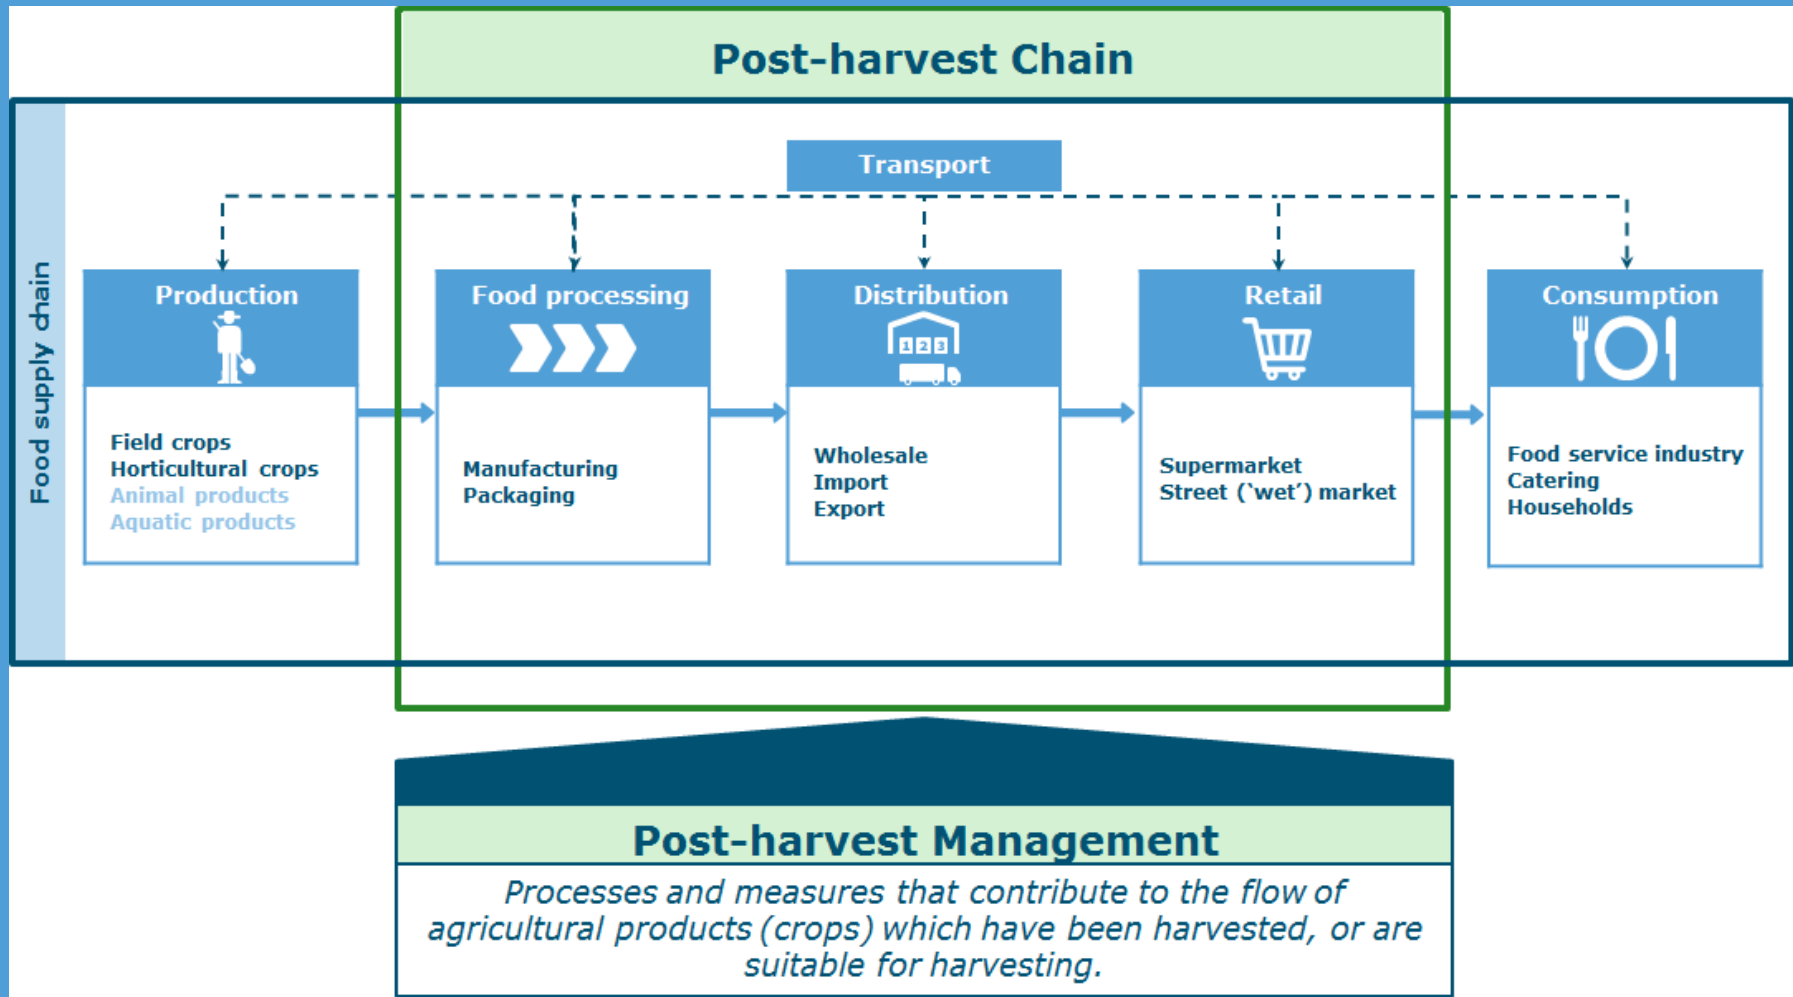 Post-harvest Chain
Food supply chain
Transport
Production
Field crops
Horticultural crops
Animal products
Aquatic products
Food processing
Manufacturing
Packaging
Distribution
1 2 3
Wholesale
Import
Export
Retail
Supermarket
Street (‘wet’) market
Consumption
Food service industry
Catering
Households
Post-harvest Management
Processes and measures that contribute to the flow of
agricultural products (crops) which have been harvested, or are
suitable for harvesting.